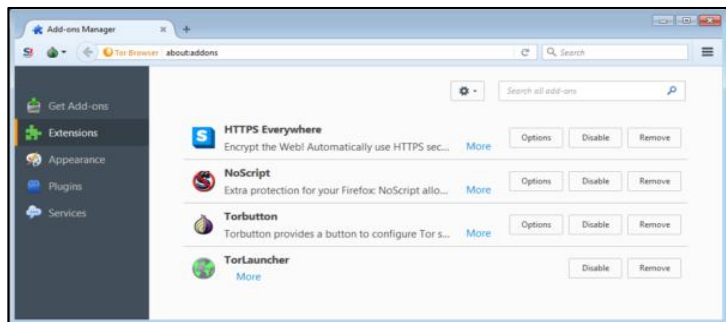 Add-ons Manager
Tor Browser about:addons
Search
Search all add-ons
Get Add-ons
Extensions
Appearance
Plugins
Services
HTTPS Everywhere
Encrypt the Web! Automatically use HTTPS sec... More
Options Disable Remove
NoScript
Extra protection for your Firefox: NoScript allo... More
Options Disable Remove
Torbutton
Torbutton provides a button to configure Tor s... More
Options Disable Remove
TorLauncher
More
Disable Remove